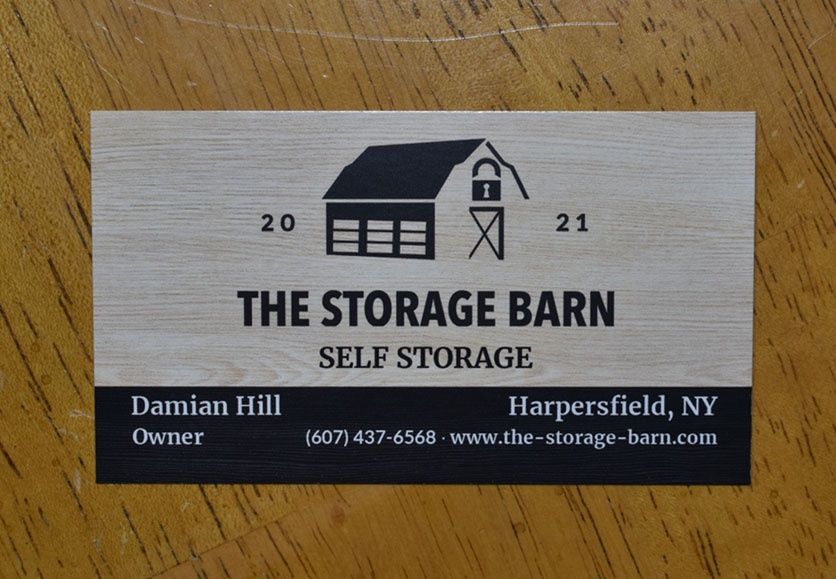 20 21
THE STORAGE BARN
SELF STORAGE
Damian Hill Harpersfield, NY
Owner (607) 437-6568 · www.the-storage-barn.com